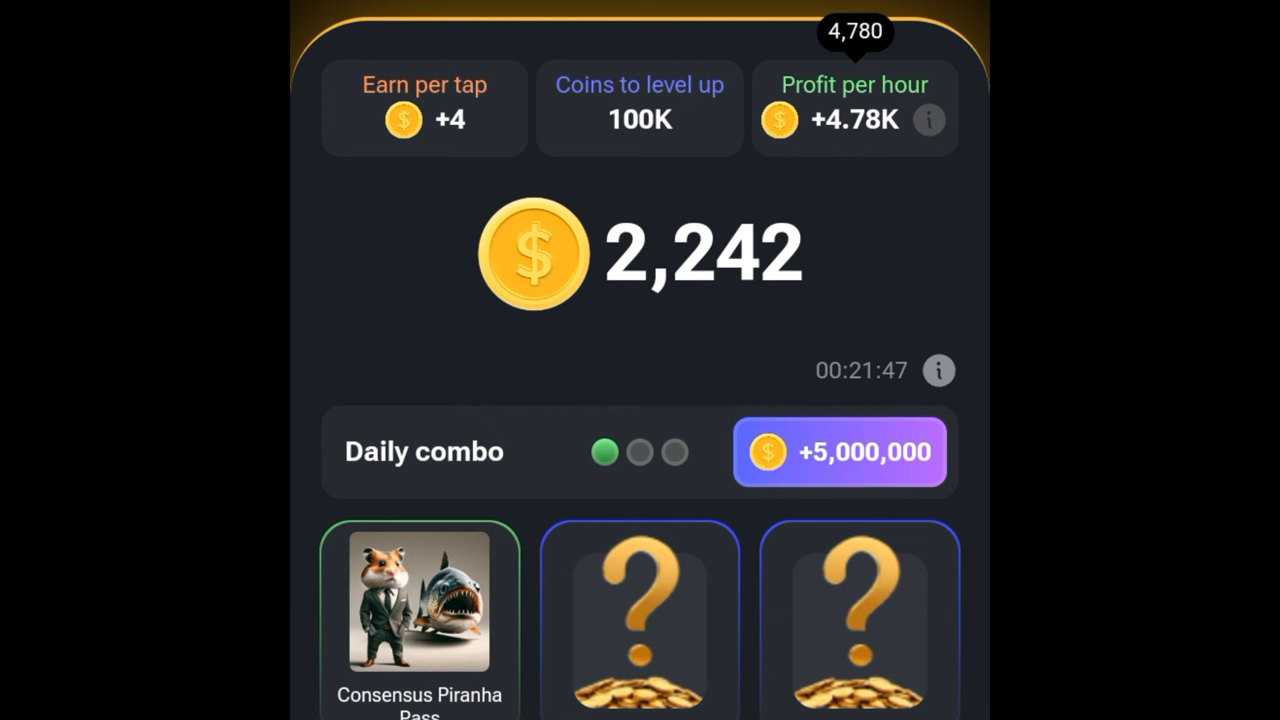 4,780
Earn per tap
Coins to level up
Profit per hour
$ +4
100K
$ +4.78K i
$ 2,242
00:21:47 i
Daily combo
$ +5,000,000
? ?
Consensus Piranha
Pass